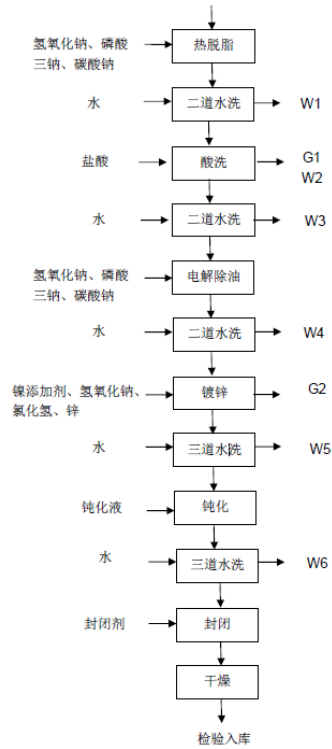 氢氧化钠、磷酸
三钠、碳酸钠
热脱脂
水
二道水洗
W1
盐酸
酸洗
G1
W2
水
二道水洗
W3
氢氧化钠、磷酸
三钠、碳酸钠
电解除油
水
二道水洗
W4
镍添加剂、氢氧化钠、
氯化氢、锌
镀锌
G2
水
三道水洗
W5
钝化液
钝化
水
三道水洗
W6
封闭剂
封闭
干燥
检验入库